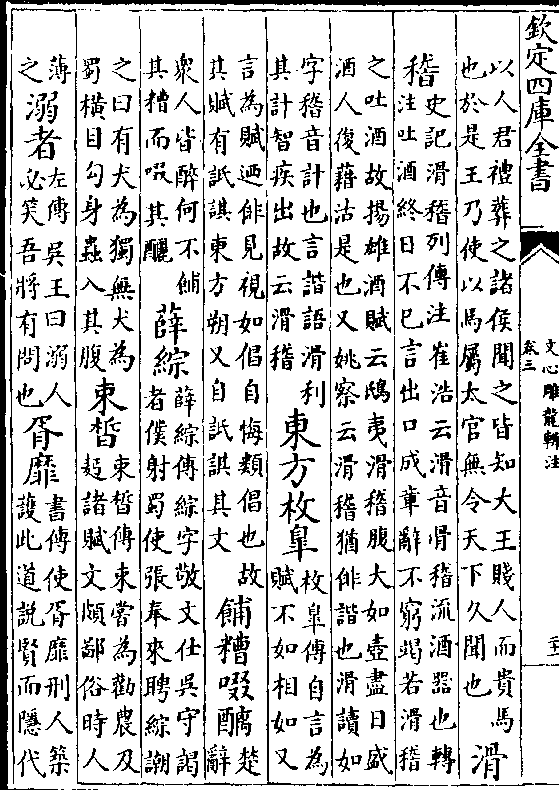 欽定四庫全書
文心雕龍輯注
卷三
以人君禮葬之諸侯聞之皆知大王賤人而貴馬
也於是王乃使以馬屬太官無令天下久聞也
滑
稽
史記滑稽列傳注崔浩云滑音骨稽流酒器也轉
注吐酒終日不已言出口成章辭不窮竭若滑稽
之吐酒故揚雄酒賦云鴟夷滑稽腹大如壺盡日盛
酒人復藉沽是也又姚察云滑稽猶俳諧也滑讀如
字稽音計也言諧語滑利
其計智疾出故云滑稽
東方枚皐
枚皐傳自言為
賦不如相如又
言為賦迺俳見視如倡自悔類倡也故
其賦有詆娸東方朔又自詆娸其文
餔糟啜醨
楚
辭
衆人皆醉何不餔
其糟而啜其釃
薛綜
薛綜傳綜字敬文仕吳守謁
者僕射蜀使張奉來聘綜謿
之曰有犬為獨無犬為
蜀橫目勾身蟲入其腹
束晳
束晳傳束嘗為勸農及
麫諸賦文頗鄙俗時人
薄
之
溺者
左傳吳王曰溺人
必笑吾將有問也
胥靡
書傳使胥靡刑人築
護此道說賢而隱代